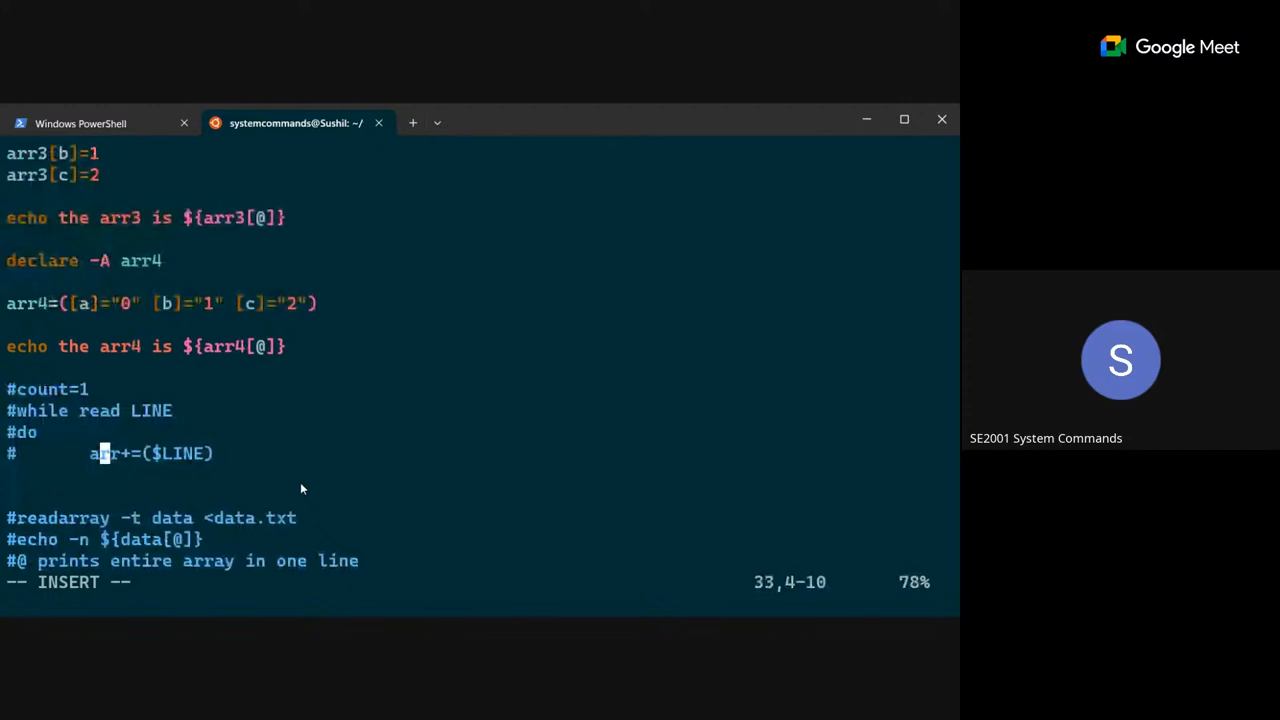 Google Meet
Windows PowerShell
systemcommands@Sushil: ~/
arr3[b]=1
arr3[c]=2
echo the arr3 is ${arr3[@]}
declare -A arr4
arr4=([a]="0" [b]="1" [c]="2")
echo the arr4 is ${arr4[@]}
#count=1
#while read LINE
#do
#       arr+=($LINE)
#readarray -t data <data.txt
#echo -n ${data[@]}
#@ prints entire array in one line
-- INSERT -- 33,4-10 78%
S
SE2001 System Commands